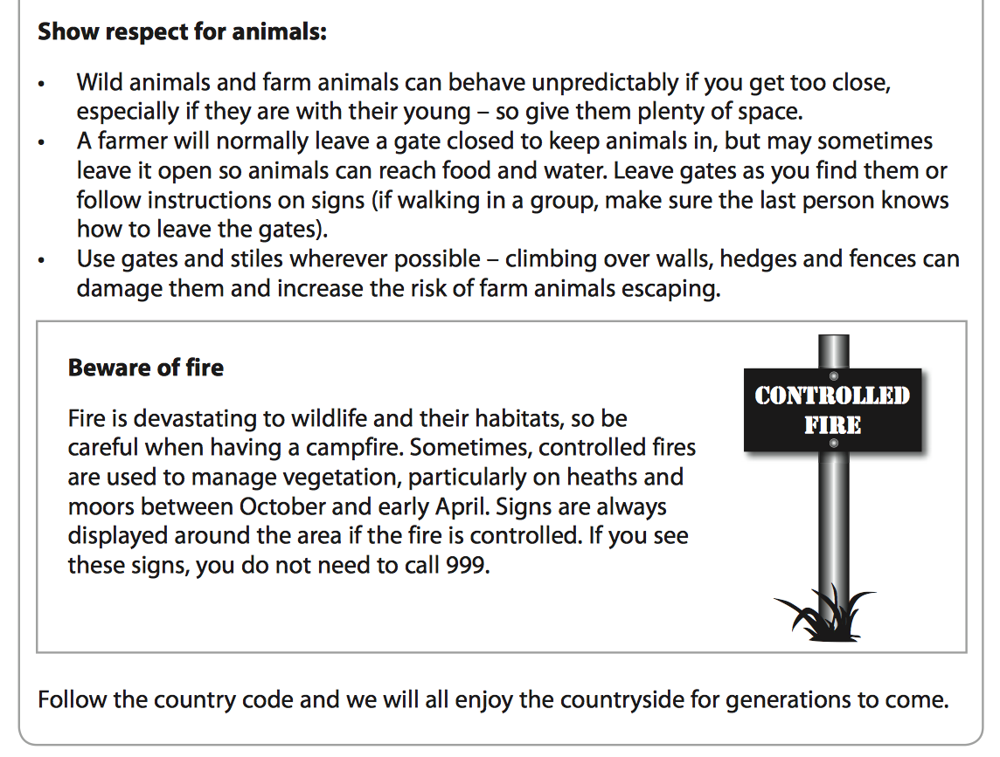 Show respect for animals:
• Wild animals and farm animals can behave unpredictably if you get too close,
especially if they are with their young – so give them plenty of space.
• A farmer will normally leave a gate closed to keep animals in, but may sometimes
leave it open so animals can reach food and water. Leave gates as you find them or
follow instructions on signs (if walking in a group, make sure the last person knows
how to leave the gates).
• Use gates and stiles wherever possible – climbing over walls, hedges and fences can
damage them and increase the risk of farm animals escaping.
Beware of fire
Fire is devastating to wildlife and their habitats, so be
careful when having a campfire. Sometimes, controlled fires
are used to manage vegetation, particularly on heaths and
moors between October and early April. Signs are always
displayed around the area if the fire is controlled. If you see
these signs, you do not need to call 999.
CONTROLLED
FIRE
Follow the country code and we will all enjoy the countryside for generations to come.